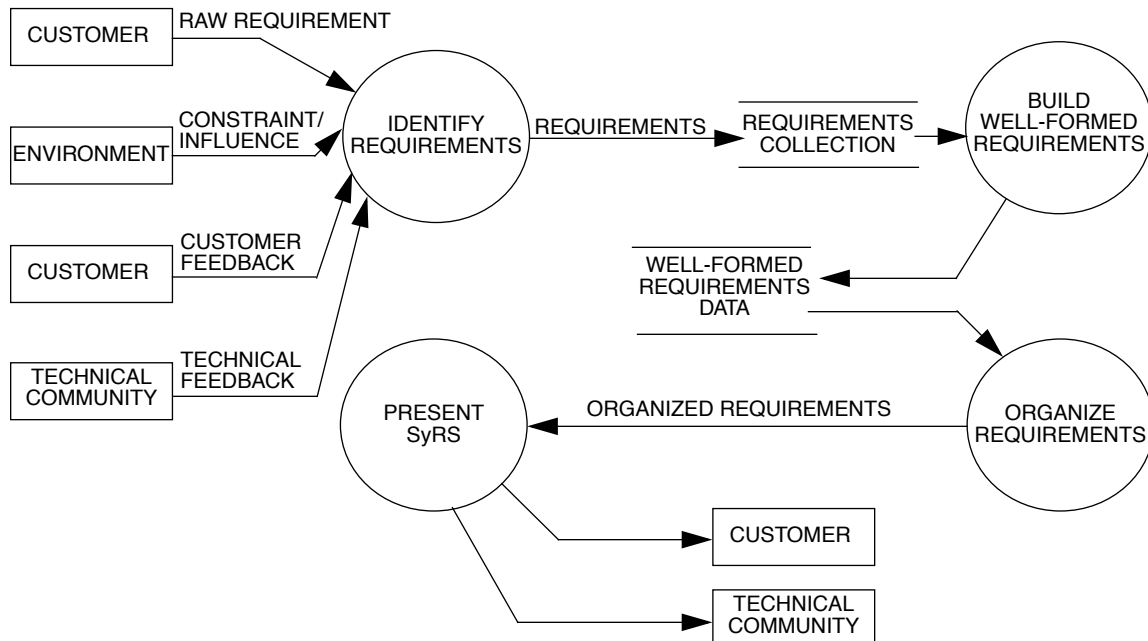 CUSTOMER
RAW REQUIREMENT
ENVIRONMENT
CONSTRAINT/
INFLUENCE
CUSTOMER
CUSTOMER
FEEDBACK
TECHNICAL
COMMUNITY
TECHNICAL
FEEDBACK
IDENTIFY
REQUIREMENTS
REQUIREMENTS
REQUIREMENTS
COLLECTION
BUILD
WELL-FORMED
REQUIREMENTS
WELL-FORMED
REQUIREMENTS
DATA
ORGANIZE
REQUIREMENTS
ORGANIZED REQUIREMENTS
PRESENT
SyRS
CUSTOMER
TECHNICAL
COMMUNITY